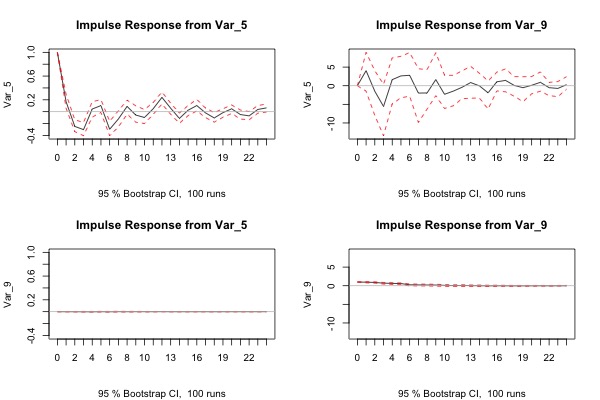 Impulse Response from Var_5
Var_5
1.0
0.6
0.2
-0.4
0 2 4 6 8 10 13 16 19 22
95 % Bootstrap CI, 100 runs
Impulse Response from Var_9
Var_5
5
0
-10
0 2 4 6 8 10 13 16 19 22
95 % Bootstrap CI, 100 runs
Impulse Response from Var_5
Var_9
1.0
0.6
0.2
-0.4
0 2 4 6 8 10 13 16 19 22
95 % Bootstrap CI, 100 runs
Impulse Response from Var_9
Var_9
5
0
-10
0 2 4 6 8 10 13 16 19 22
95 % Bootstrap CI, 100 runs